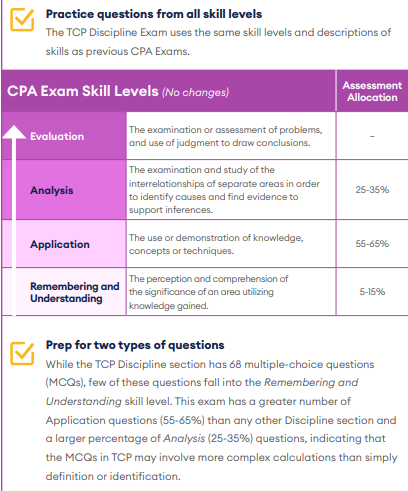 Practice questions from all skill levels
The TCP Discipline Exam uses the same skill levels and descriptions of
skills as previous CPA Exams.
CPA Exam Skill Levels (No changes)
Assessment
Allocation
Evaluation
The examination or assessment of problems,
and use of judgment to draw conclusions.
–
Analysis
The examination and study of the
interrelationships of separate areas in order
to identify causes and find evidence to
support inferences.
25-35%
Application
The use or demonstration of knowledge,
concepts or techniques.
55-65%
Remembering and
Understanding
The perception and comprehension of
the significance of an area utilizing
knowledge gained.
5-15%
Prep for two types of questions
While the TCP Discipline section has 68 multiple-choice questions
(MCQs), few of these questions fall into the Remembering and
Understanding skill level. This exam has a greater number of
Application questions (55-65%) than any other Discipline section and
a larger percentage of Analysis (25-35%) questions, indicating that
the MCQs in TCP may involve more complex calculations than simply
definition or identification.